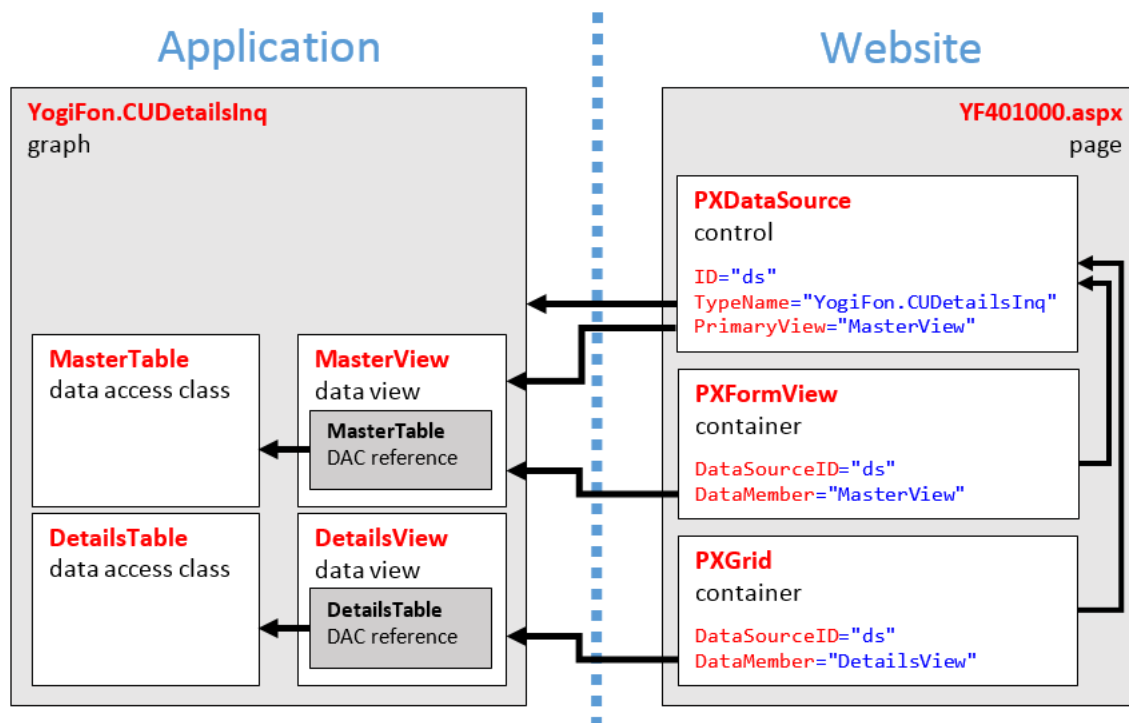 Application
Website
YogiFon.CUDetailsInq
graph
MasterTable
data access class
MasterView
data view
MasterTable
DAC reference
DetailsTable
data access class
DetailsView
data view
DetailsTable
DAC reference
YF401000.aspx
page
PXDataSource
control
ID="ds"
TypeName="YogiFon.CUDetailsInq"
PrimaryView="MasterView"
PXFormView
container
DataSourceID="ds"
DataMember="MasterView"
PXGrid
container
DataSourceID="ds"
DataMember="DetailsView"